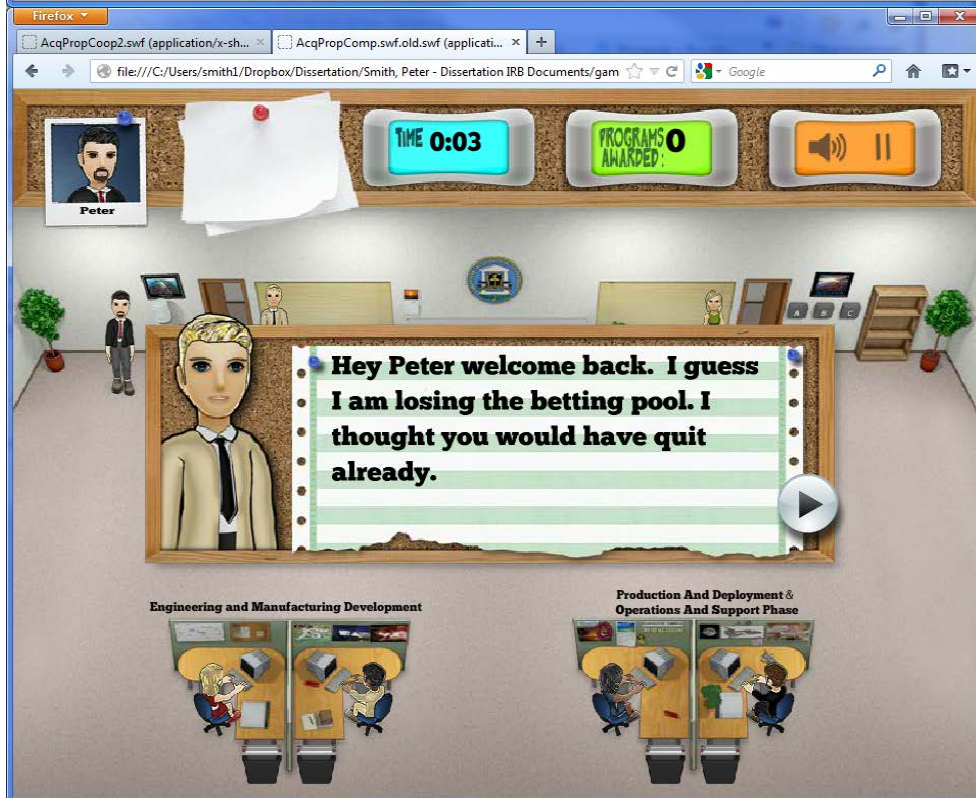 Firefox
AcqPropCoop2.swf (application/x-sh...
AcqPropComp.swf.old.swf (applicati...
file:///C:/Users/smith1/Dropbox/Dissertation/Smith, Peter - Dissertation IRB Documents/gam
Google
Peter
TIME 0:03
PROGRAMS
AWARDED: 0
A B C
Hey Peter welcome back. I guess
I am losing the betting pool. I
thought you would have quit
already.
Engineering and Manufacturing Development
Production And Deployment &
Operations And Support Phase